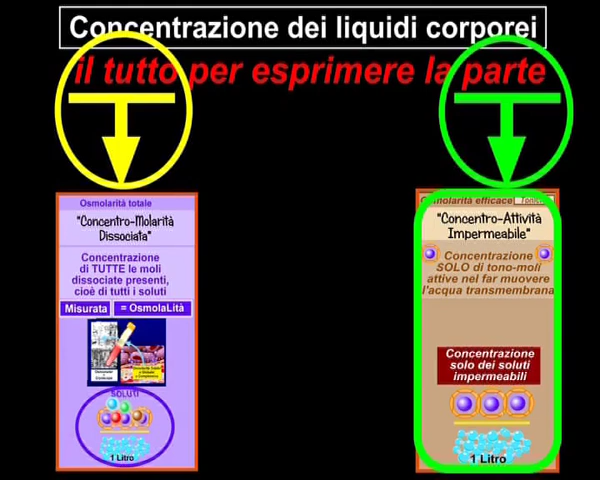 Concentrazione dei liquidi corporei
il tutto per esprimere la parte
Osmolarità totale
"Concentro-Molarità
Dissociata"
Concentrazione
di TUTTE le moli
dissociate presenti,
cioè di tutti i soluti
Misurata = OsmolaLità
SOLUTI
1 Litro
Osmolarità efficace
"Concentro-Attività
Impermeabile"
Concentrazione
SOLO di tono-moli
attive nel far muovere
l'acqua transmembrana
Concentrazione
solo dei soluti
impermeabili
1 Litro